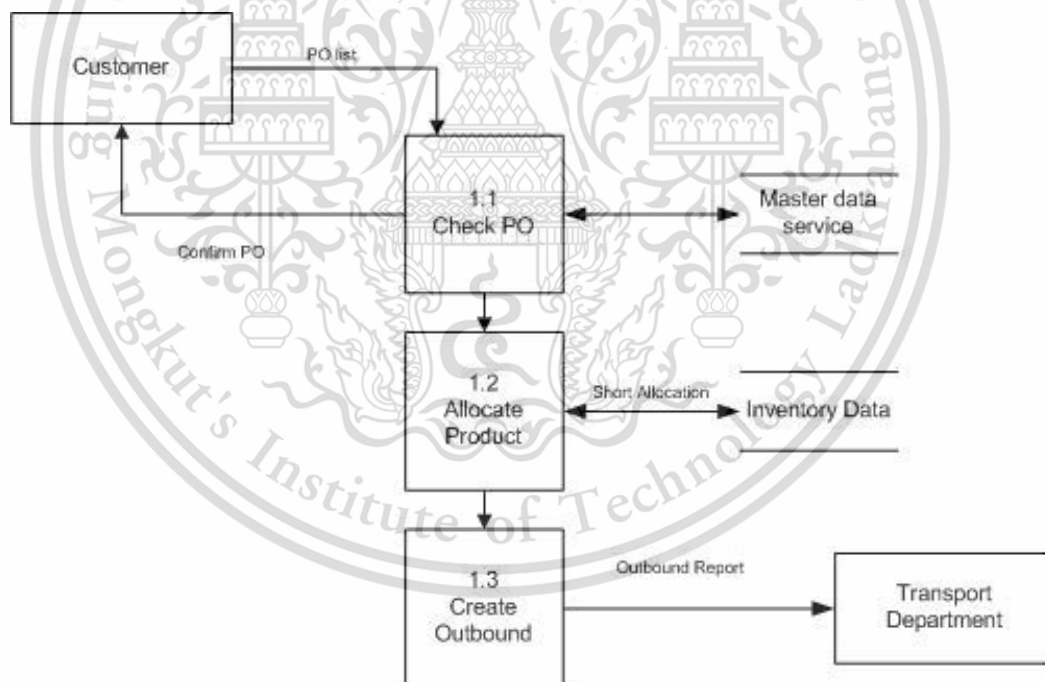 Customer
PO list
1.1
Check PO
Master data
service
Confirm PO
1.2
Allocate
Product
Short Allocation
Inventory Data
1.3
Create
Outbound
Outbound Report
Transport
Department
King Mongkut's Institute of Technology Ladkrabang